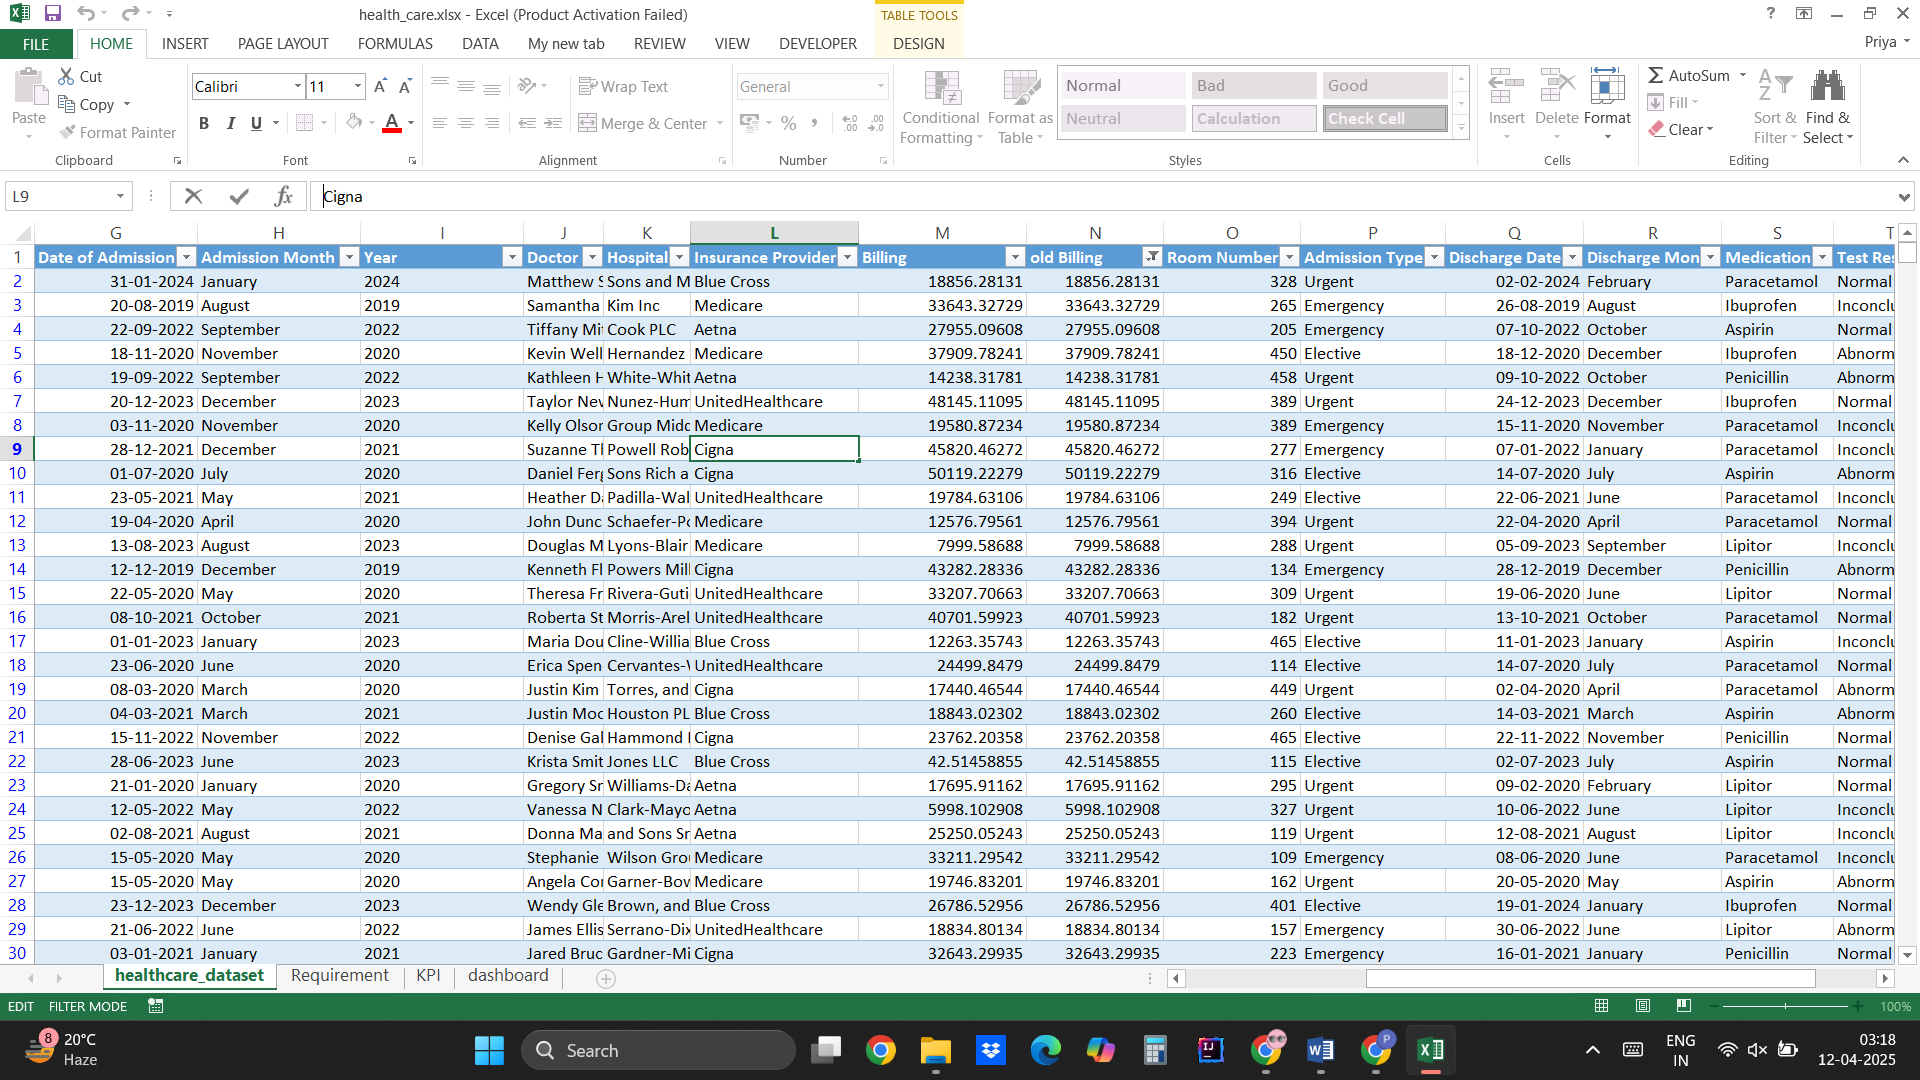 health_care.xlsx - Excel (Product Activation Failed)
TABLE TOOLS
FILE HOME INSERT PAGE LAYOUT FORMULAS DATA My new tab REVIEW VIEW DEVELOPER DESIGN Priya
Cut
Copy
Format Painter
Paste
Clipboard
Calibri 11
B I U
Font
Wrap Text
Merge & Center
Alignment
General
Number
Conditional Formatting
Format as Table
Normal Bad Good
Neutral Calculation Check Cell
Styles
Insert Delete Format
Cells
AutoSum
Fill
Clear
Sort & Filter
Find & Select
Editing
L9 fx Cigna
G H I J K L M N O P Q R S T
1 Date of Admission Admission Month Year Doctor Hospital Insurance Provider Billing old Billing Room Number Admission Type Discharge Date Discharge Mon Medication Test Res
2 31-01-2024 January 2024 Matthew S Sons and M Blue Cross 18856.28131 18856.28131 328 Urgent 02-02-2024 February Paracetamol Normal
3 20-08-2019 August 2019 Samantha Kim Inc Medicare 33643.32729 33643.32729 265 Emergency 26-08-2019 August Ibuprofen Inconclu
4 22-09-2022 September 2022 Tiffany Mi Cook PLC Aetna 27955.09608 27955.09608 205 Emergency 07-10-2022 October Aspirin Normal
5 18-11-2020 November 2020 Kevin Well Hernandez Medicare 37909.78241 37909.78241 450 Elective 18-12-2020 December Ibuprofen Abnorm
6 19-09-2022 September 2022 Kathleen H White-Whit Aetna 14238.31781 14238.31781 458 Urgent 09-10-2022 October Penicillin Abnorm
7 20-12-2023 December 2023 Taylor Nev Nunez-Hum UnitedHealthcare 48145.11095 48145.11095 389 Urgent 24-12-2023 December Ibuprofen Normal
8 03-11-2020 November 2020 Kelly Olsor Group Midd Medicare 19580.87234 19580.87234 389 Emergency 15-11-2020 November Paracetamol Abnorm
9 28-12-2021 December 2021 Suzanne Tl Powell Rob Cigna 45820.46272 45820.46272 277 Emergency 07-01-2022 January Paracetamol Inconclu
10 01-07-2020 July 2020 Daniel Ferg Sons Rich a Cigna 50119.22279 50119.22279 316 Elective 14-07-2020 July Aspirin Abnorm
11 23-05-2021 May 2021 Heather Da Padilla-Wal UnitedHealthcare 19784.63106 19784.63106 249 Elective 22-06-2021 June Paracetamol Inconclu
12 19-04-2020 April 2020 John Dunc Schaefer-Po Medicare 12576.79561 12576.79561 394 Urgent 22-04-2020 April Paracetamol Normal
13 13-08-2023 August 2023 Douglas M Lyons-Blair Medicare 7999.58688 7999.58688 288 Urgent 05-09-2023 September Lipitor Inconclu
14 12-12-2019 December 2019 Kenneth Fl Powers Mill Cigna 43282.28336 43282.28336 134 Emergency 28-12-2019 December Penicillin Abnorm
15 22-05-2020 May 2020 Theresa Fr Rivera-Guti UnitedHealthcare 33207.70663 33207.70663 309 Urgent 19-06-2020 June Lipitor Normal
16 08-10-2021 October 2021 Roberta St Morris-Arel UnitedHealthcare 40701.59923 40701.59923 182 Urgent 13-10-2021 October Paracetamol Normal
17 01-01-2023 January 2023 Maria Dou Cline-Willia Blue Cross 12263.35743 12263.35743 465 Elective 11-01-2023 January Aspirin Inconclu
18 23-06-2020 June 2020 Erica Spen Cervantes-\ UnitedHealthcare 24499.8479 24499.8479 114 Elective 14-07-2020 July Paracetamol Normal
19 08-03-2020 March 2020 Justin Kim Torres, and Cigna 17440.46544 17440.46544 449 Urgent 02-04-2020 April Paracetamol Abnorm
20 04-03-2021 March 2021 Justin Moc Houston PL Blue Cross 18843.02302 18843.02302 260 Elective 14-03-2021 March Aspirin Abnorm
21 15-11-2022 November 2022 Denise Gal Hammond Cigna 23762.20358 23762.20358 465 Elective 22-11-2022 November Penicillin Normal
22 28-06-2023 June 2023 Krista Smit Jones LLC Blue Cross 42.51458855 42.51458855 115 Elective 02-07-2023 July Aspirin Normal
23 21-01-2020 January 2020 Gregory Sr Williams-Da Aetna 17695.91162 17695.91162 295 Urgent 09-02-2020 February Lipitor Normal
24 12-05-2022 May 2022 Vanessa N Clark-Mayo Aetna 5998.102908 5998.102908 327 Urgent 10-06-2022 June Lipitor Inconclu
25 02-08-2021 August 2021 Donna Ma and Sons Sr Aetna 25250.05243 25250.05243 119 Urgent 12-08-2021 August Lipitor Inconclu
26 15-05-2020 May 2020 Stephanie Wilson Gro Medicare 33211.29542 33211.29542 109 Emergency 08-06-2020 June Paracetamol Inconclu
27 15-05-2020 May 2020 Angela Cor Garner-Bow Medicare 19746.83201 19746.83201 162 Urgent 20-05-2020 May Aspirin Abnorm
28 23-12-2023 December 2023 Wendy Gle Brown, and Blue Cross 26786.52956 26786.52956 401 Elective 19-01-2024 January Ibuprofen Normal
29 21-06-2022 June 2022 James Ellis Serrano-Dix UnitedHealthcare 18834.80134 18834.80134 157 Emergency 30-06-2022 June Lipitor Abnorm
30 03-01-2021 January 2021 Jared Bruc Gardner-Mi Cigna 32643.29935 32643.29935 223 Emergency 16-01-2021 January Penicillin Normal
healthcare_dataset Requirement KPI dashboard
EDIT FILTER MODE 100%
8 20°C
Haze
Search
ENG
IN
03:18
12-04-2025